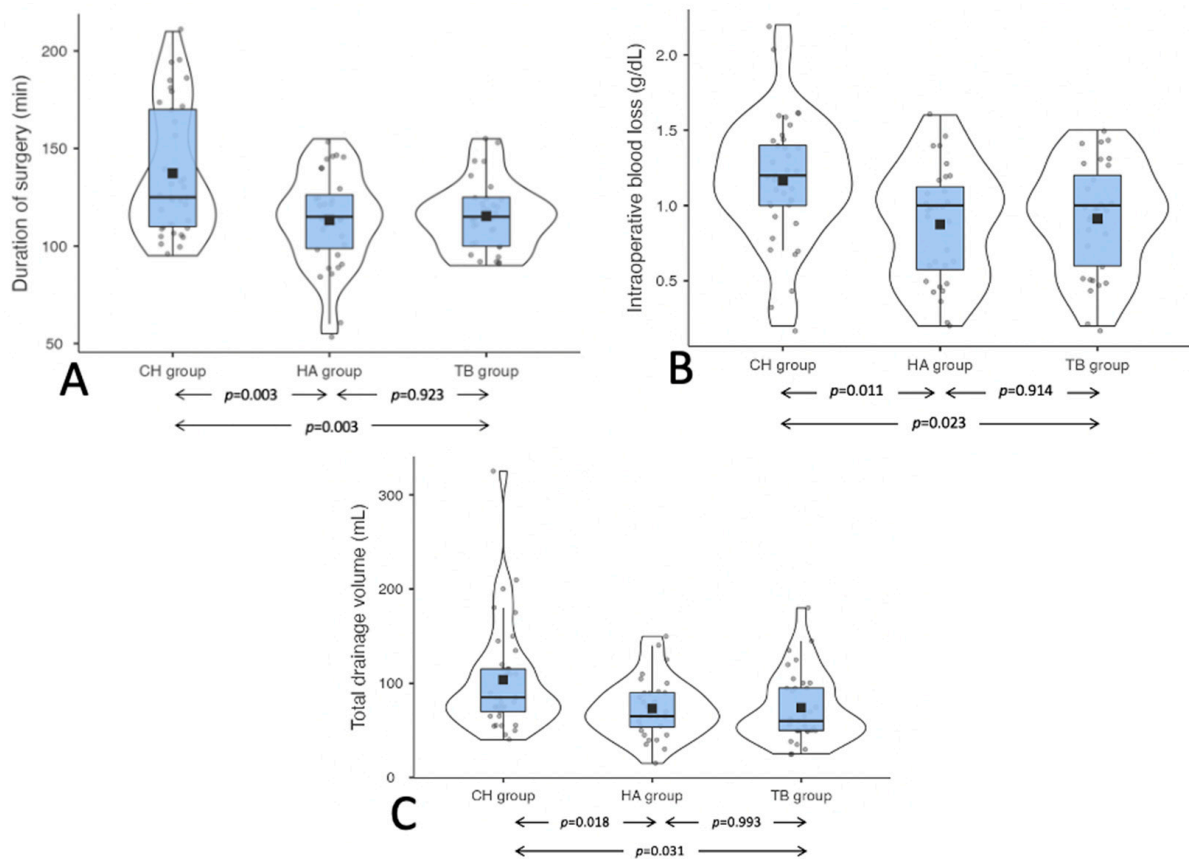 Duration of surgery (min)
200
150
100
50
A
CH group
HA group
TB group
p=0.003
p=0.923
p=0.003
Intraoperative blood loss (g/dL)
2.0
1.5
1.0
0.5
B
CH group
HA group
TB group
p=0.011
p=0.914
p=0.023
Total drainage volume (mL)
300
200
100
0
C
CH group
HA group
TB group
p=0.018
p=0.993
p=0.031